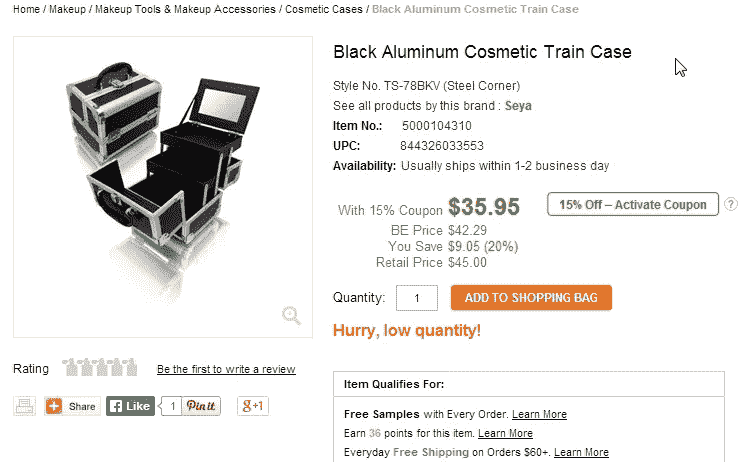 Home / Makeup / Makeup Tools & Makeup Accessories / Cosmetic Cases / Black Aluminum Cosmetic Train Case
Black Aluminum Cosmetic Train Case
Style No. TS-78BKV (Steel Corner)
See all products by this brand : Seya
Item No.: 5000104310
UPC: 844326033553
Availability: Usually ships within 1-2 business day
With 15% Coupon $35.95
15% Off – Activate Coupon ?
BE Price $42.29
You Save $9.05 (20%)
Retail Price $45.00
Quantity: 1 ADD TO SHOPPING BAG
Hurry, low quantity!
Rating Be the first to write a review
Share Like 1 Pin it g+1
Item Qualifies For:
Free Samples with Every Order. Learn More
Earn 36 points for this item. Learn More
Everyday Free Shipping on Orders $60+. Learn More